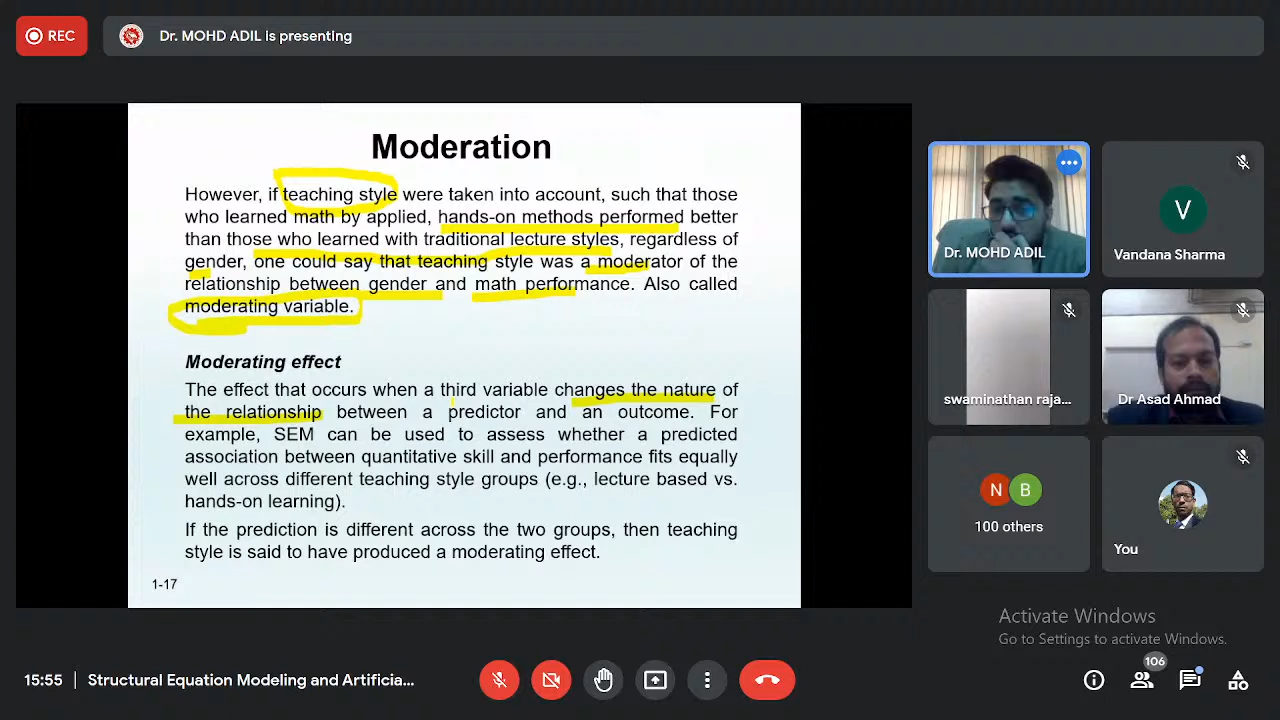 REC
Dr. MOHD ADIL is presenting
Moderation
However, if teaching style were taken into account, such that those
who learned math by applied, hands-on methods performed better
than those who learned with traditional lecture styles, regardless of
gender, one could say that teaching style was a moderator of the
relationship between gender and math performance. Also called
moderating variable.
Moderating effect
The effect that occurs when a third variable changes the nature of
the relationship between a predictor and an outcome. For
example, SEM can be used to assess whether a predicted
association between quantitative skill and performance fits equally
well across different teaching style groups (e.g., lecture based vs.
hands-on learning).
If the prediction is different across the two groups, then teaching
style is said to have produced a moderating effect.
1-17
Dr. MOHD ADIL
V
Vandana Sharma
swaminathan raja...
Dr Asad Ahmad
N B
100 others
You
Activate Windows
Go to Settings to activate Windows.
15:55 | Structural Equation Modeling and Artificia...
106